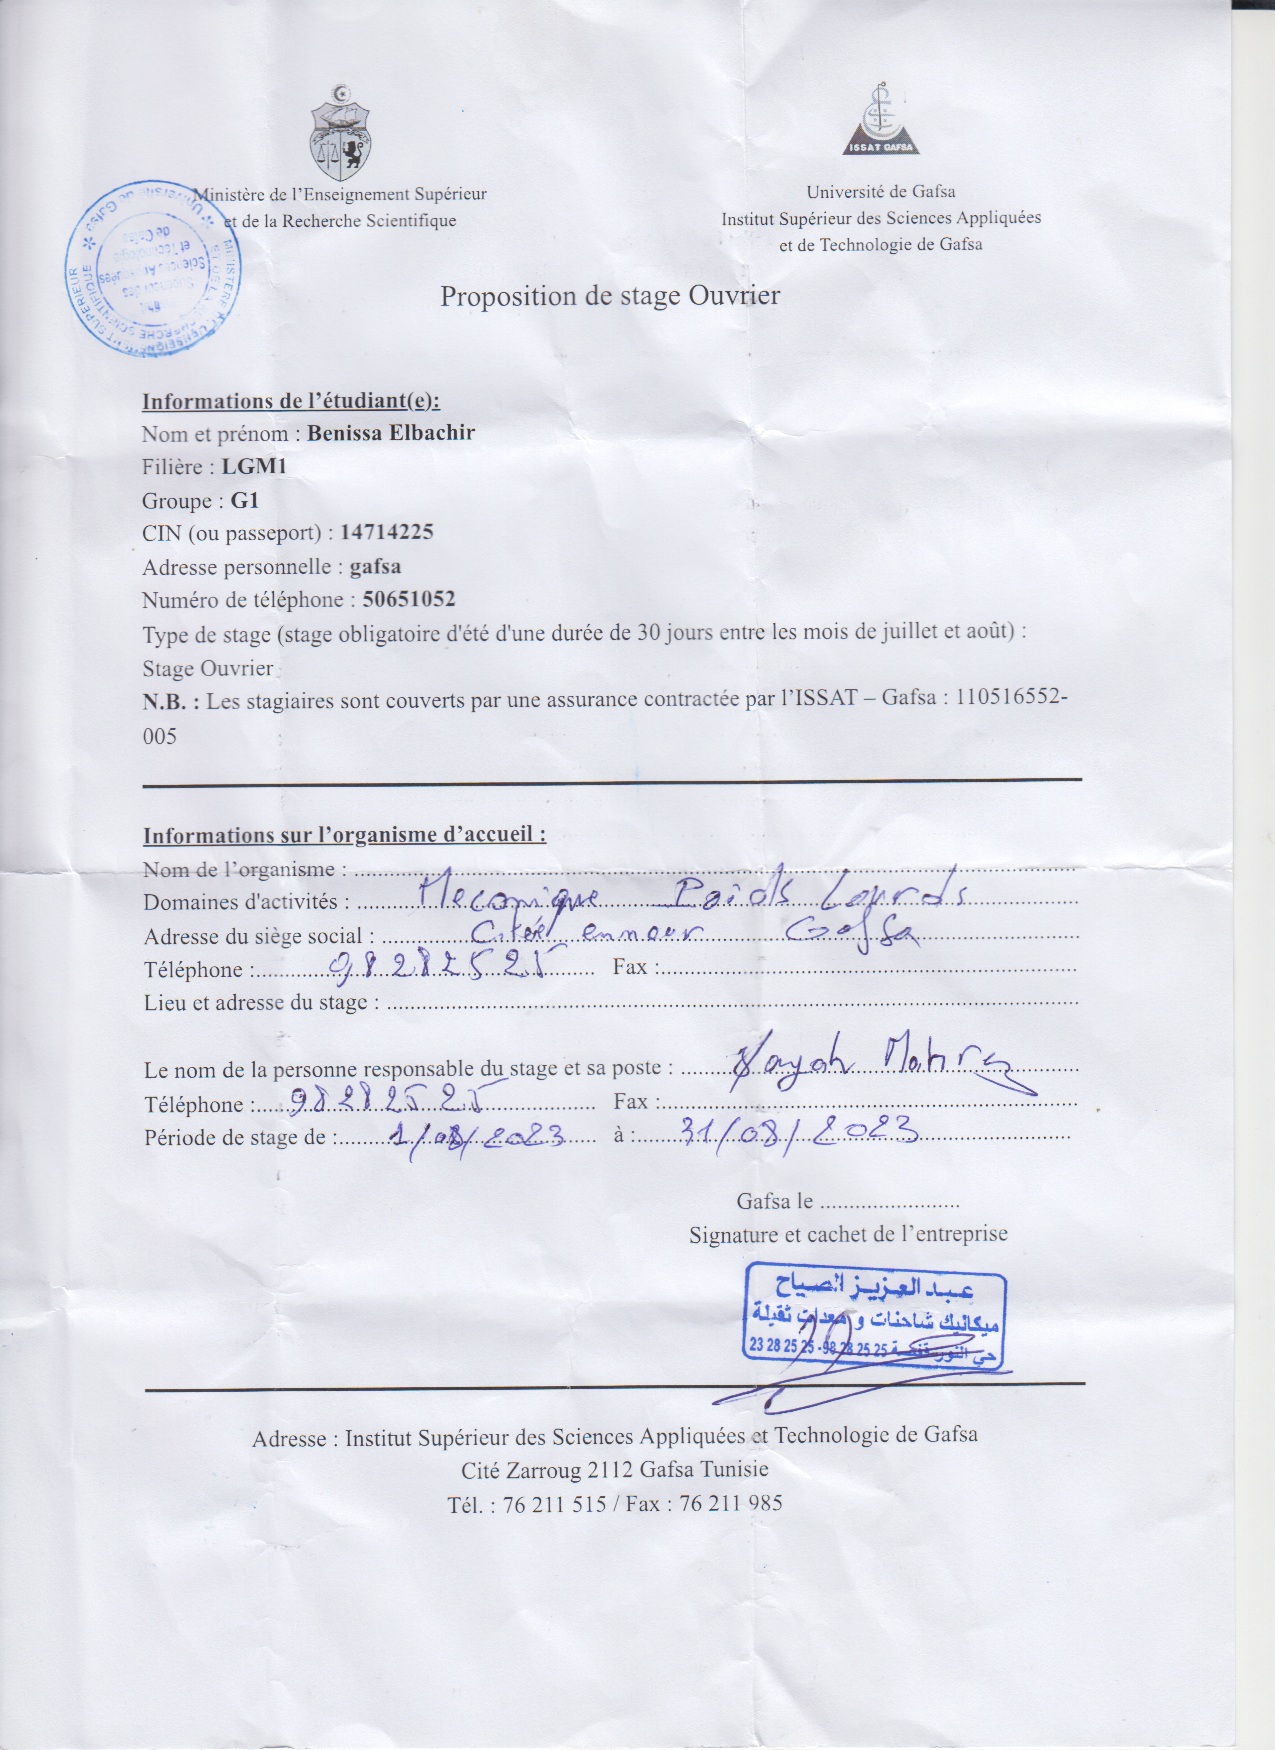 ISSAT GAFSA
Ministère de l'Enseignement Supérieur
et de la Recherche Scientifique
Université de Gafsa
Institut Supérieur des Sciences Appliquées
et de Technologie de Gafsa
Proposition de stage Ouvrier
Informations de l'étudiant(e):
Nom et prénom : Benissa Elbachir
Filière : LGM1
Groupe : G1
CIN (ou passeport) : 14714225
Adresse personnelle : gafsa
Numéro de téléphone : 50651052
Type de stage (stage obligatoire d'été d'une durée de 30 jours entre les mois de juillet et août) :
Stage Ouvrier
N.B. : Les stagiaires sont couverts par une assurance contractée par l'ISSAT – Gafsa : 110516552-
005
Informations sur l'organisme d'accueil :
Nom de l'organisme :
Domaines d'activités : Mecanique Poids Lourds
Adresse du siège social : Citéé ennour Gafsa
Téléphone : 98282525 Fax :
Lieu et adresse du stage :
Le nom de la personne responsable du stage et sa poste :
Téléphone : 98282525 Fax :
Période de stage de : 1/08/2023 à : 31/08/2023
Gafsa le
Signature et cachet de l'entreprise
عبد العزيز الصياح
ميكانيك شاحنات و معدات ثقيلة
حي النور قفصة 25 25 28 98 - 25 25 28 23
Adresse : Institut Supérieur des Sciences Appliquées et Technologie de Gafsa
Cité Zarroug 2112 Gafsa Tunisie
Tél. : 76 211 515 / Fax : 76 211 985